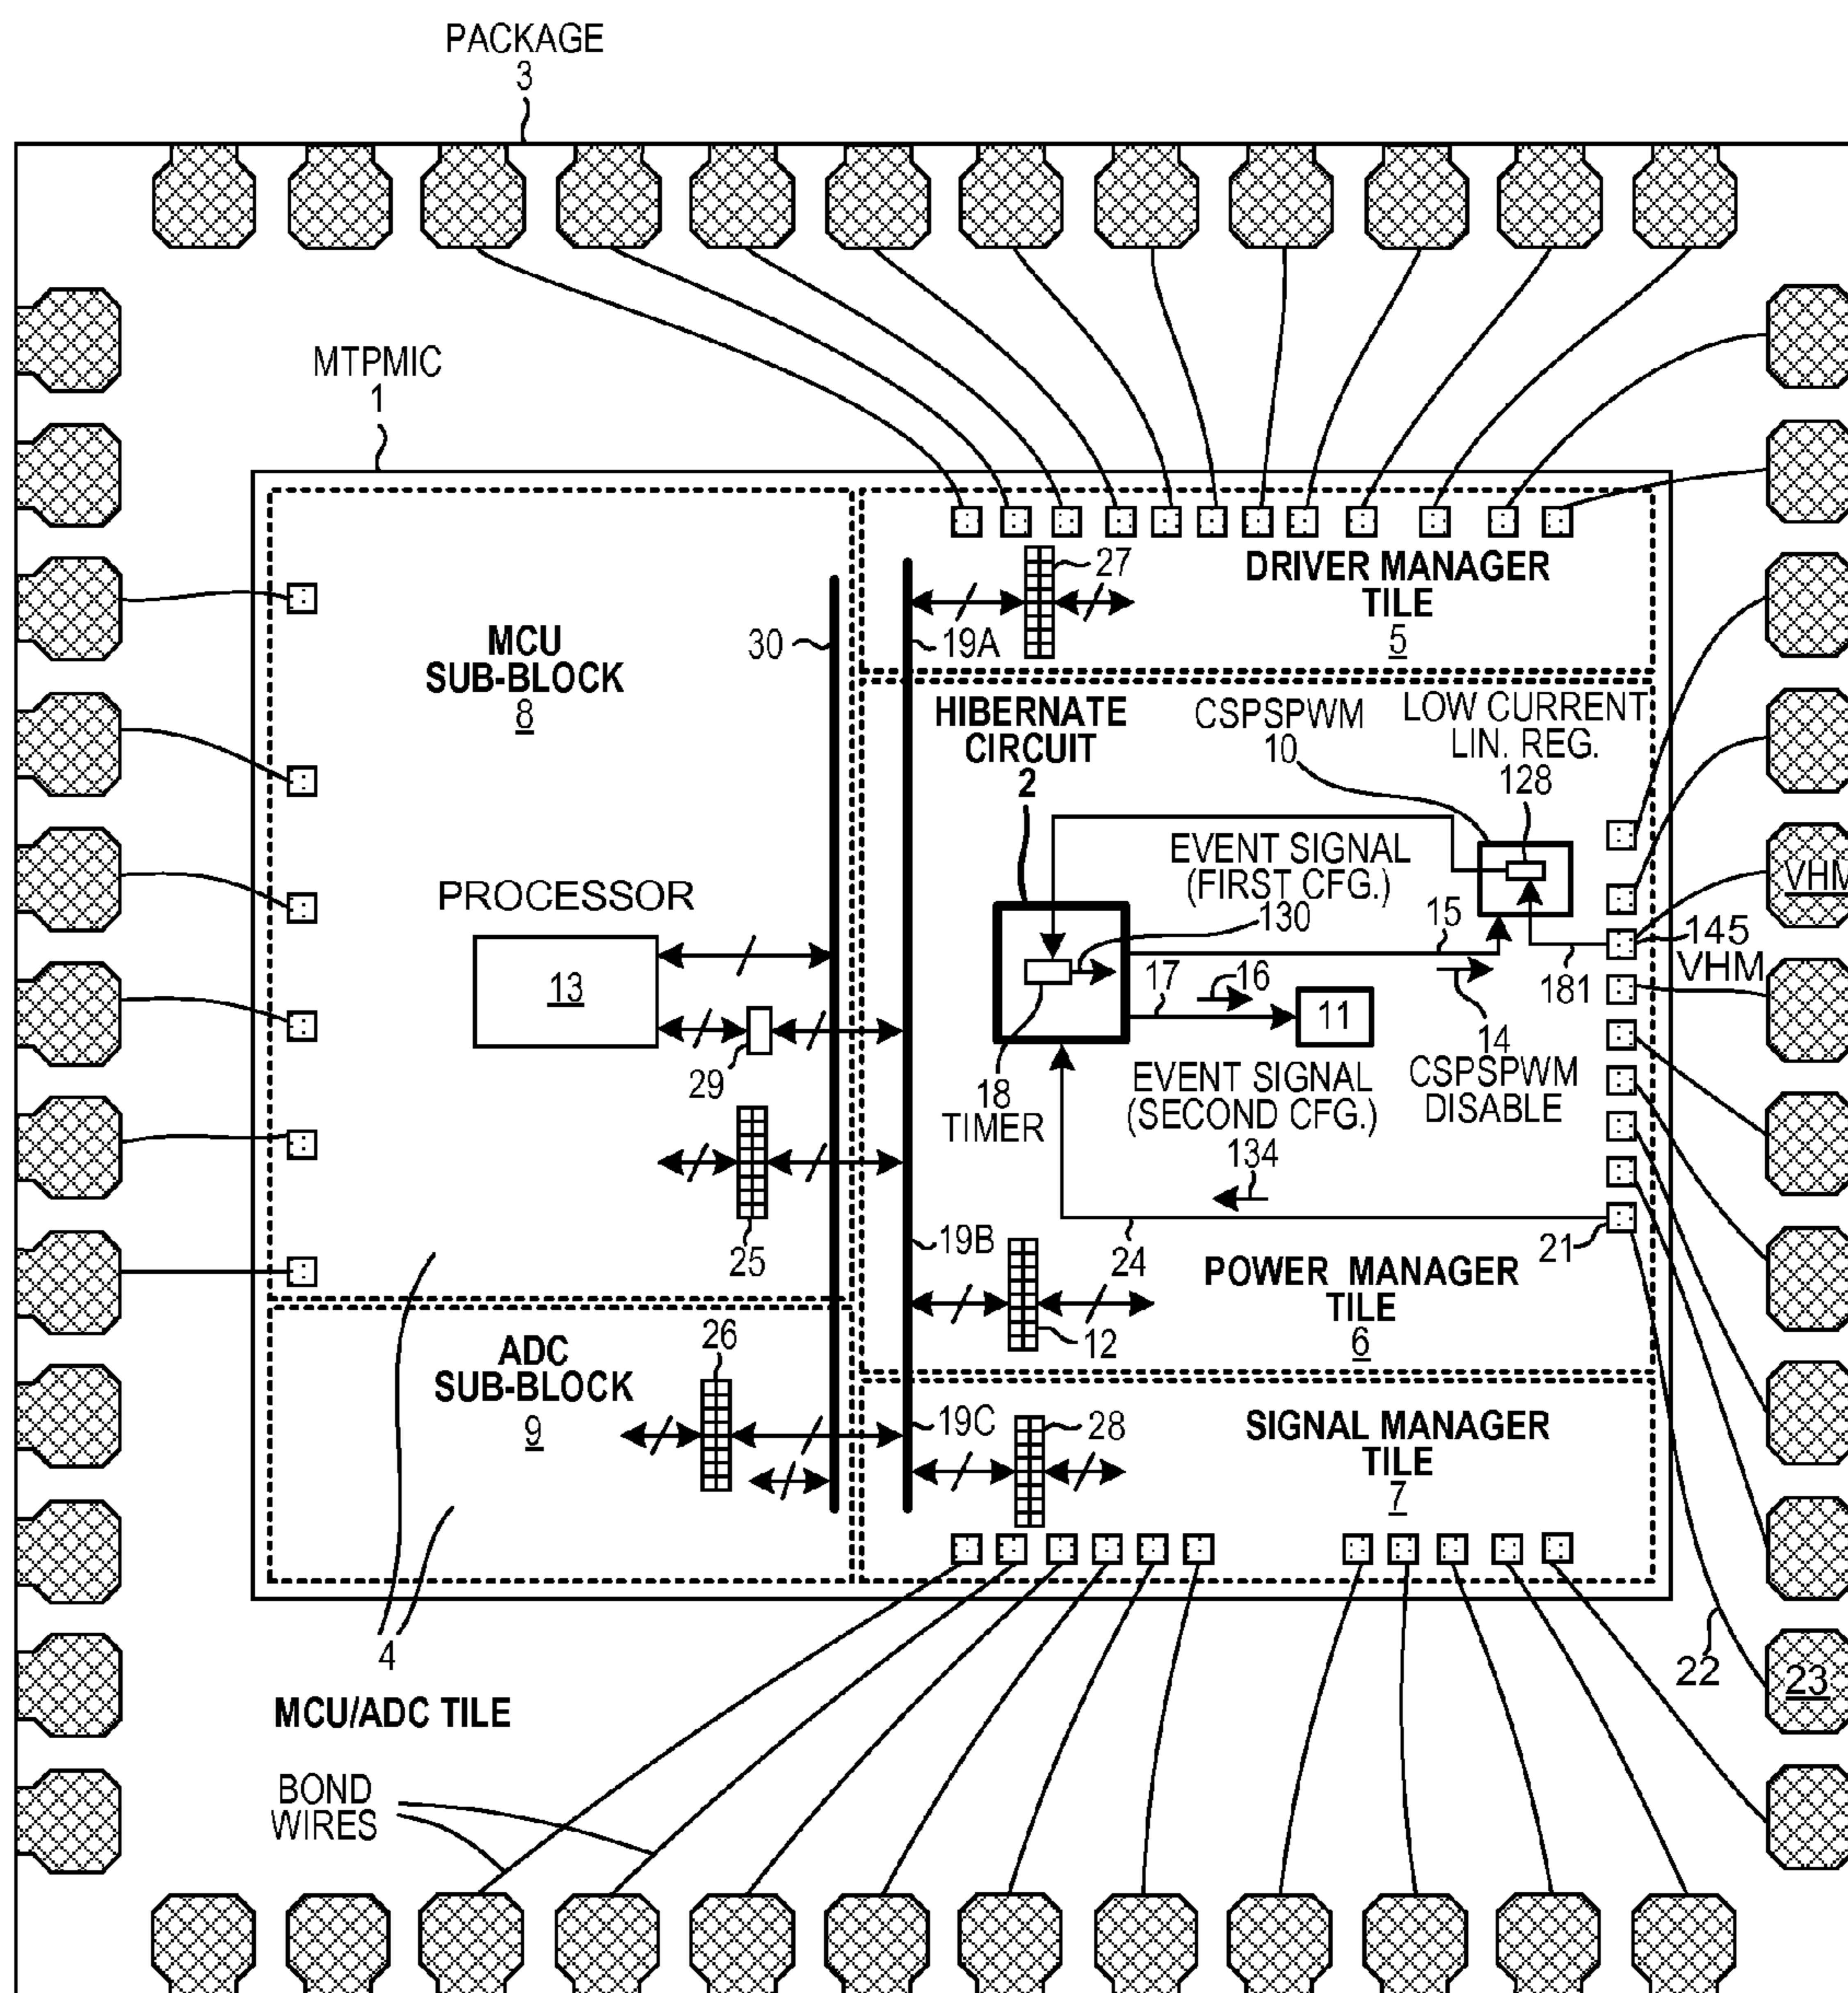 PACKAGE
3
MTPMIC
1
27
DRIVER MANAGER
TILE
5
19A
30
MCU
SUB-BLOCK
8
HIBERNATE
CIRCUIT
2
CSPSPWM
10
LOW CURRENT
LIN. REG.
128
EVENT SIGNAL
(FIRST CFG.)
130
VHM
PROCESSOR
13
15
145
VHM
17
16
181
11
14
29
18
TIMER
EVENT SIGNAL
(SECOND CFG.)
CSPSPWM
DISABLE
134
25
19B
24
21
POWER MANAGER
TILE
6
12
26
ADC
SUB-BLOCK
9
19C
28
SIGNAL MANAGER
TILE
7
4
22
23
MCU/ADC TILE
BOND
WIRES